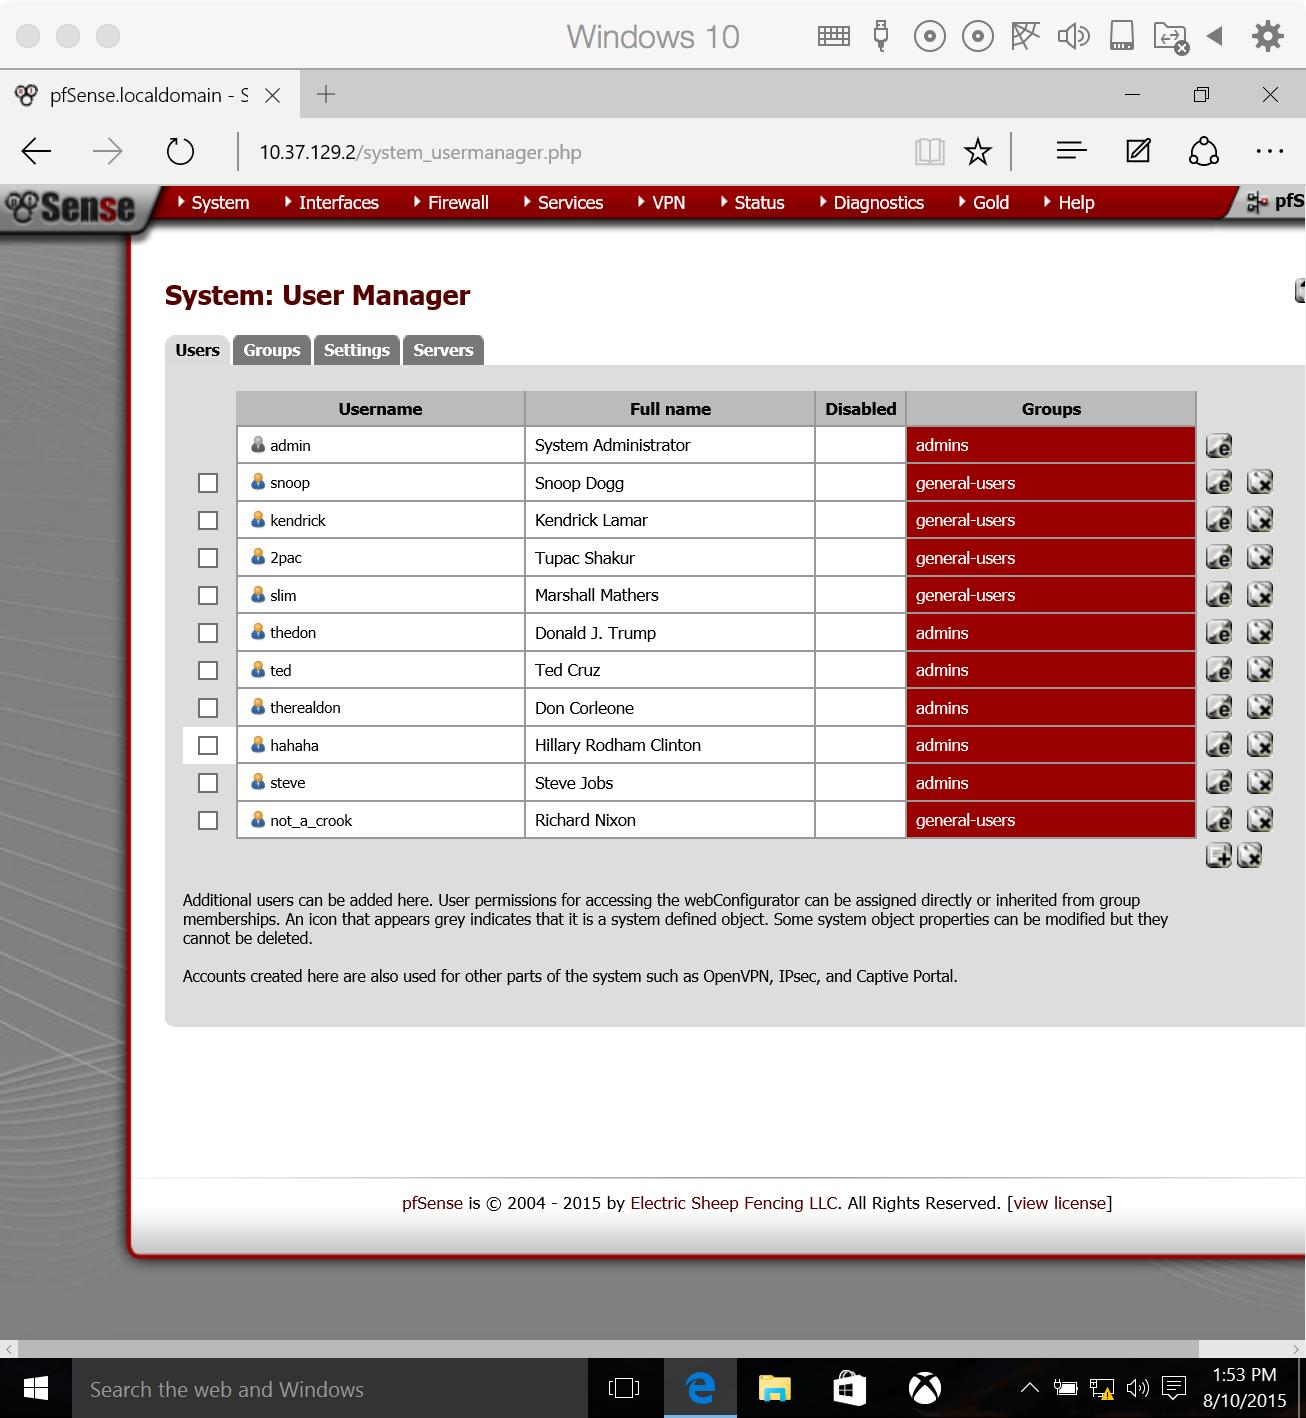 Windows 10
pfSense.localdomain - S
10.37.129.2/system_usermanager.php
Sense
System Interfaces Firewall Services VPN Status Diagnostics Gold Help pfS
System: User Manager
Users Groups Settings Servers
Username Full name Disabled Groups
admin System Administrator admins
snoop Snoop Dogg general-users
kendrick Kendrick Lamar general-users
2pac Tupac Shakur general-users
slim Marshall Mathers general-users
thedon Donald J. Trump admins
ted Ted Cruz admins
therealdon Don Corleone admins
hahaha Hillary Rodham Clinton admins
steve Steve Jobs admins
not_a_crook Richard Nixon general-users
Additional users can be added here. User permissions for accessing the webConfigurator can be assigned directly or inherited from group
memberships. An icon that appears grey indicates that it is a system defined object. Some system object properties can be modified but they
cannot be deleted.
Accounts created here are also used for other parts of the system such as OpenVPN, IPsec, and Captive Portal.
pfSense is © 2004 - 2015 by Electric Sheep Fencing LLC. All Rights Reserved. [view license]
Search the web and Windows
1:53 PM
8/10/2015